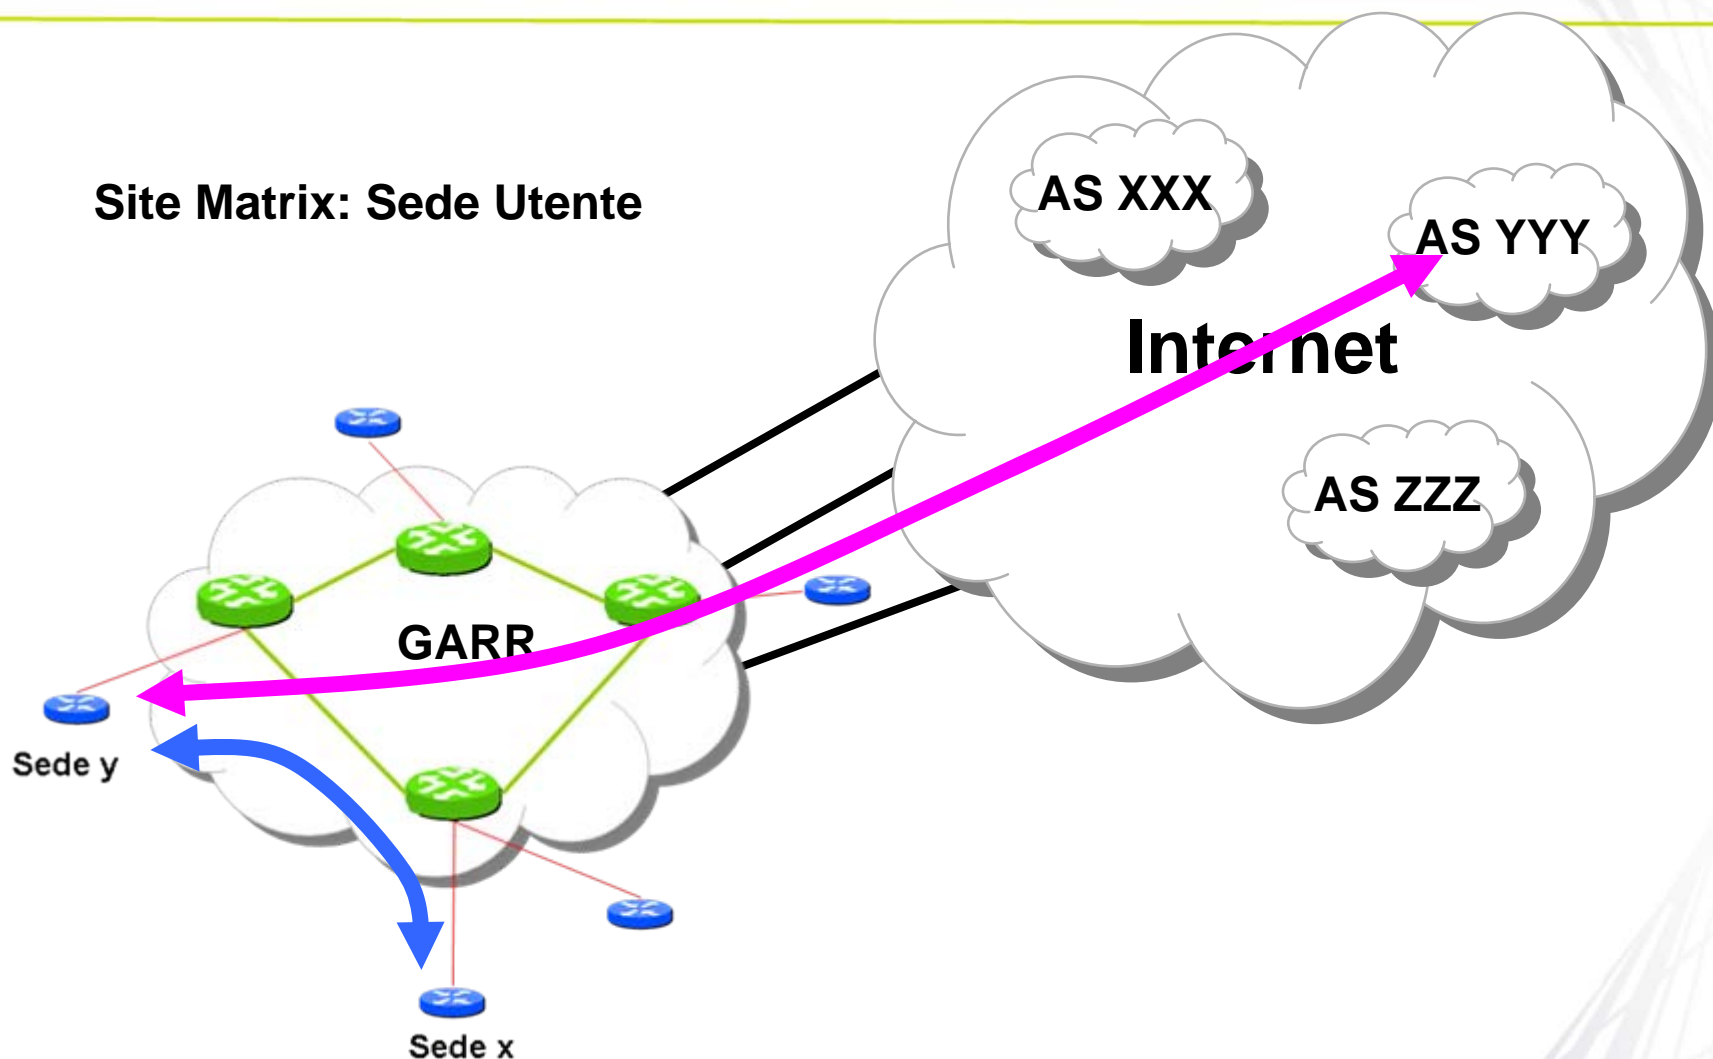 Site Matrix: Sede Utente
AS XXX
AS YYY
Internet
AS ZZZ
GARR
Sede y
Sede x